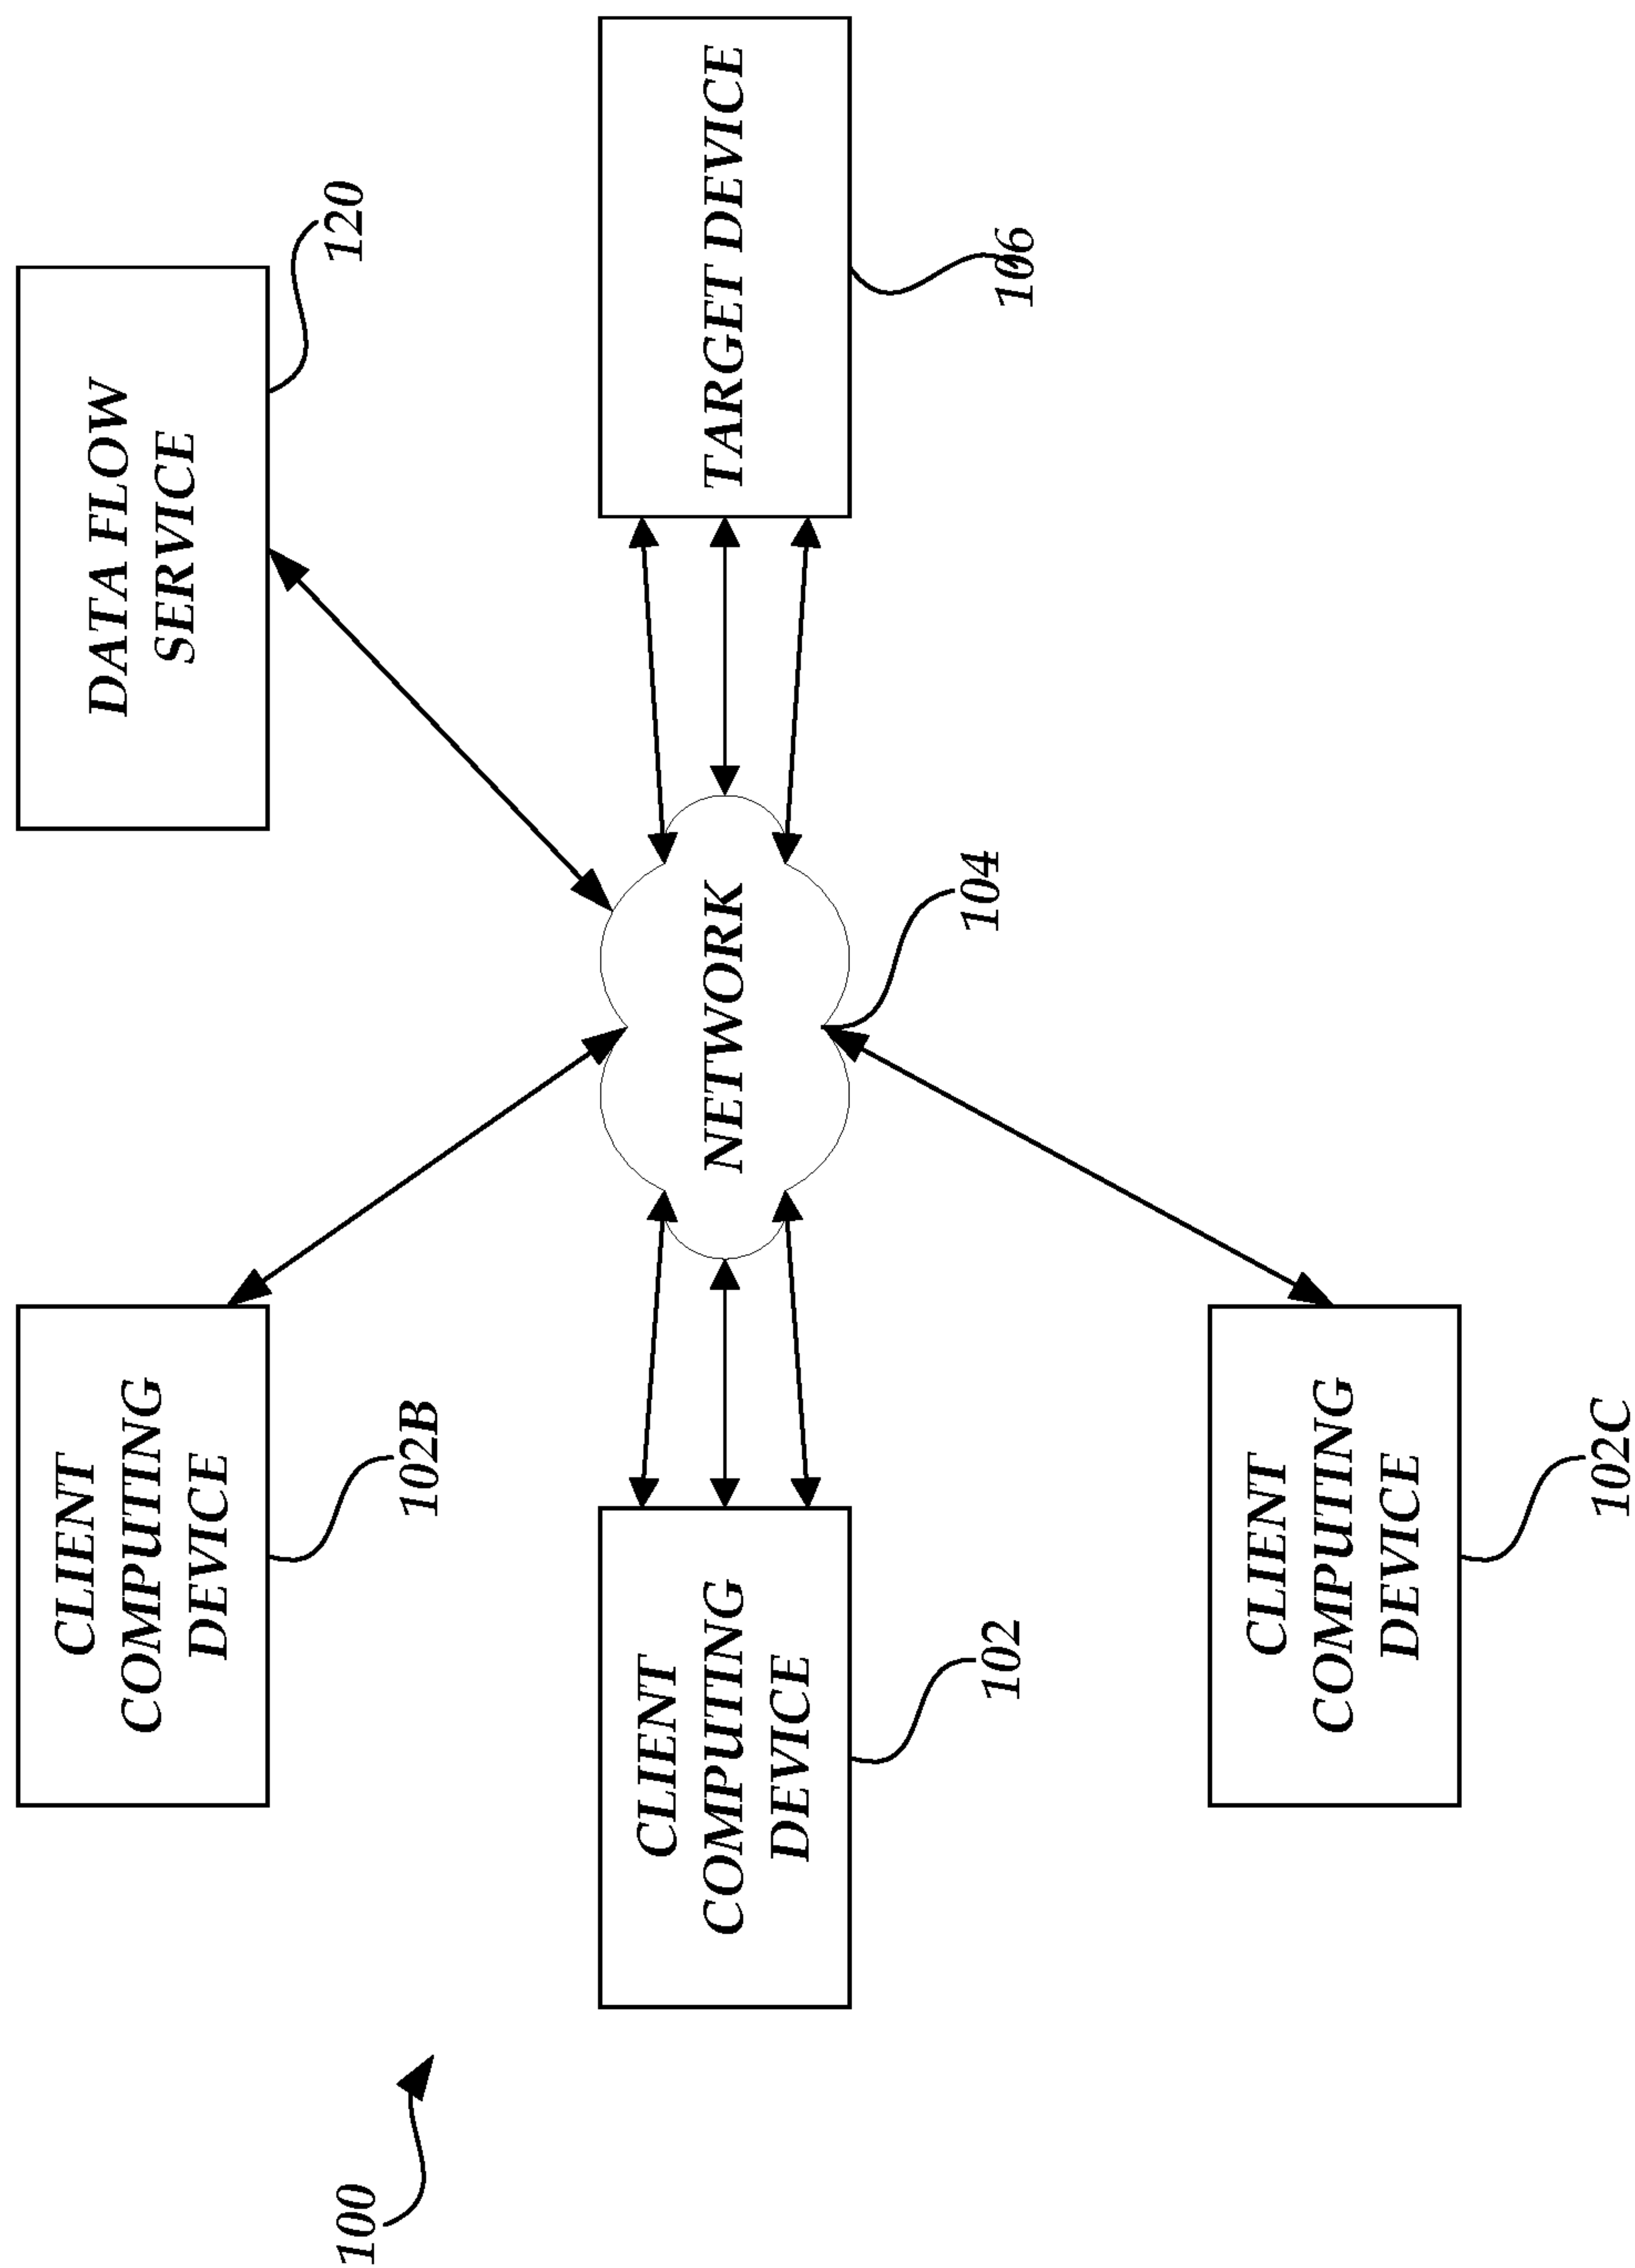 CLIENT
COMPUTING
DEVICE
102B
DATA FLOW
SERVICE
120
100
CLIENT
COMPUTING
DEVICE
102
NETWORK
104
TARGET DEVICE
106
CLIENT
COMPUTING
DEVICE
102C